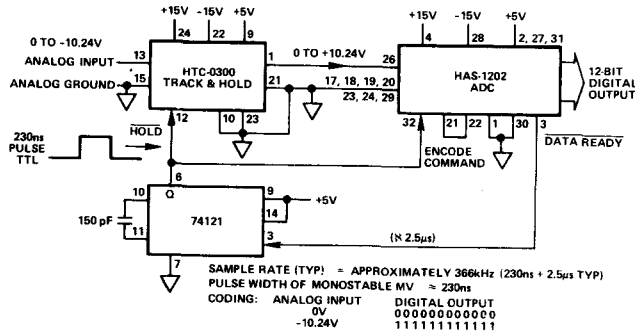 +15V -15V +5V
24 22 9
0 TO -10.24V
13
ANALOG INPUT
15
ANALOG GROUND
HTC-0300
TRACK & HOLD
1
21
12
10 23
0 TO +10.24V
17, 18, 19, 20
23, 24, 29
+15V -15V +5V
4 28 2, 27, 31
26
HAS-1202
ADC
12-BIT
DIGITAL
OUTPUT
32
21 22 1 30 3
ENCODE
COMMAND
DATA READY
230ns
PULSE
TTL
HOLD
6
Q
10
150 pF
11
74121
9
14
+5V
3
7
(ℵ 2.5µs)
SAMPLE RATE (TYP) = APPROXIMATELY 366kHz (230ns + 2.5µs TYP)
PULSE WIDTH OF MONOSTABLE MV ≈ 230ns
CODING: ANALOG INPUT DIGITAL OUTPUT
0V 000000000000
-10.24V 111111111111